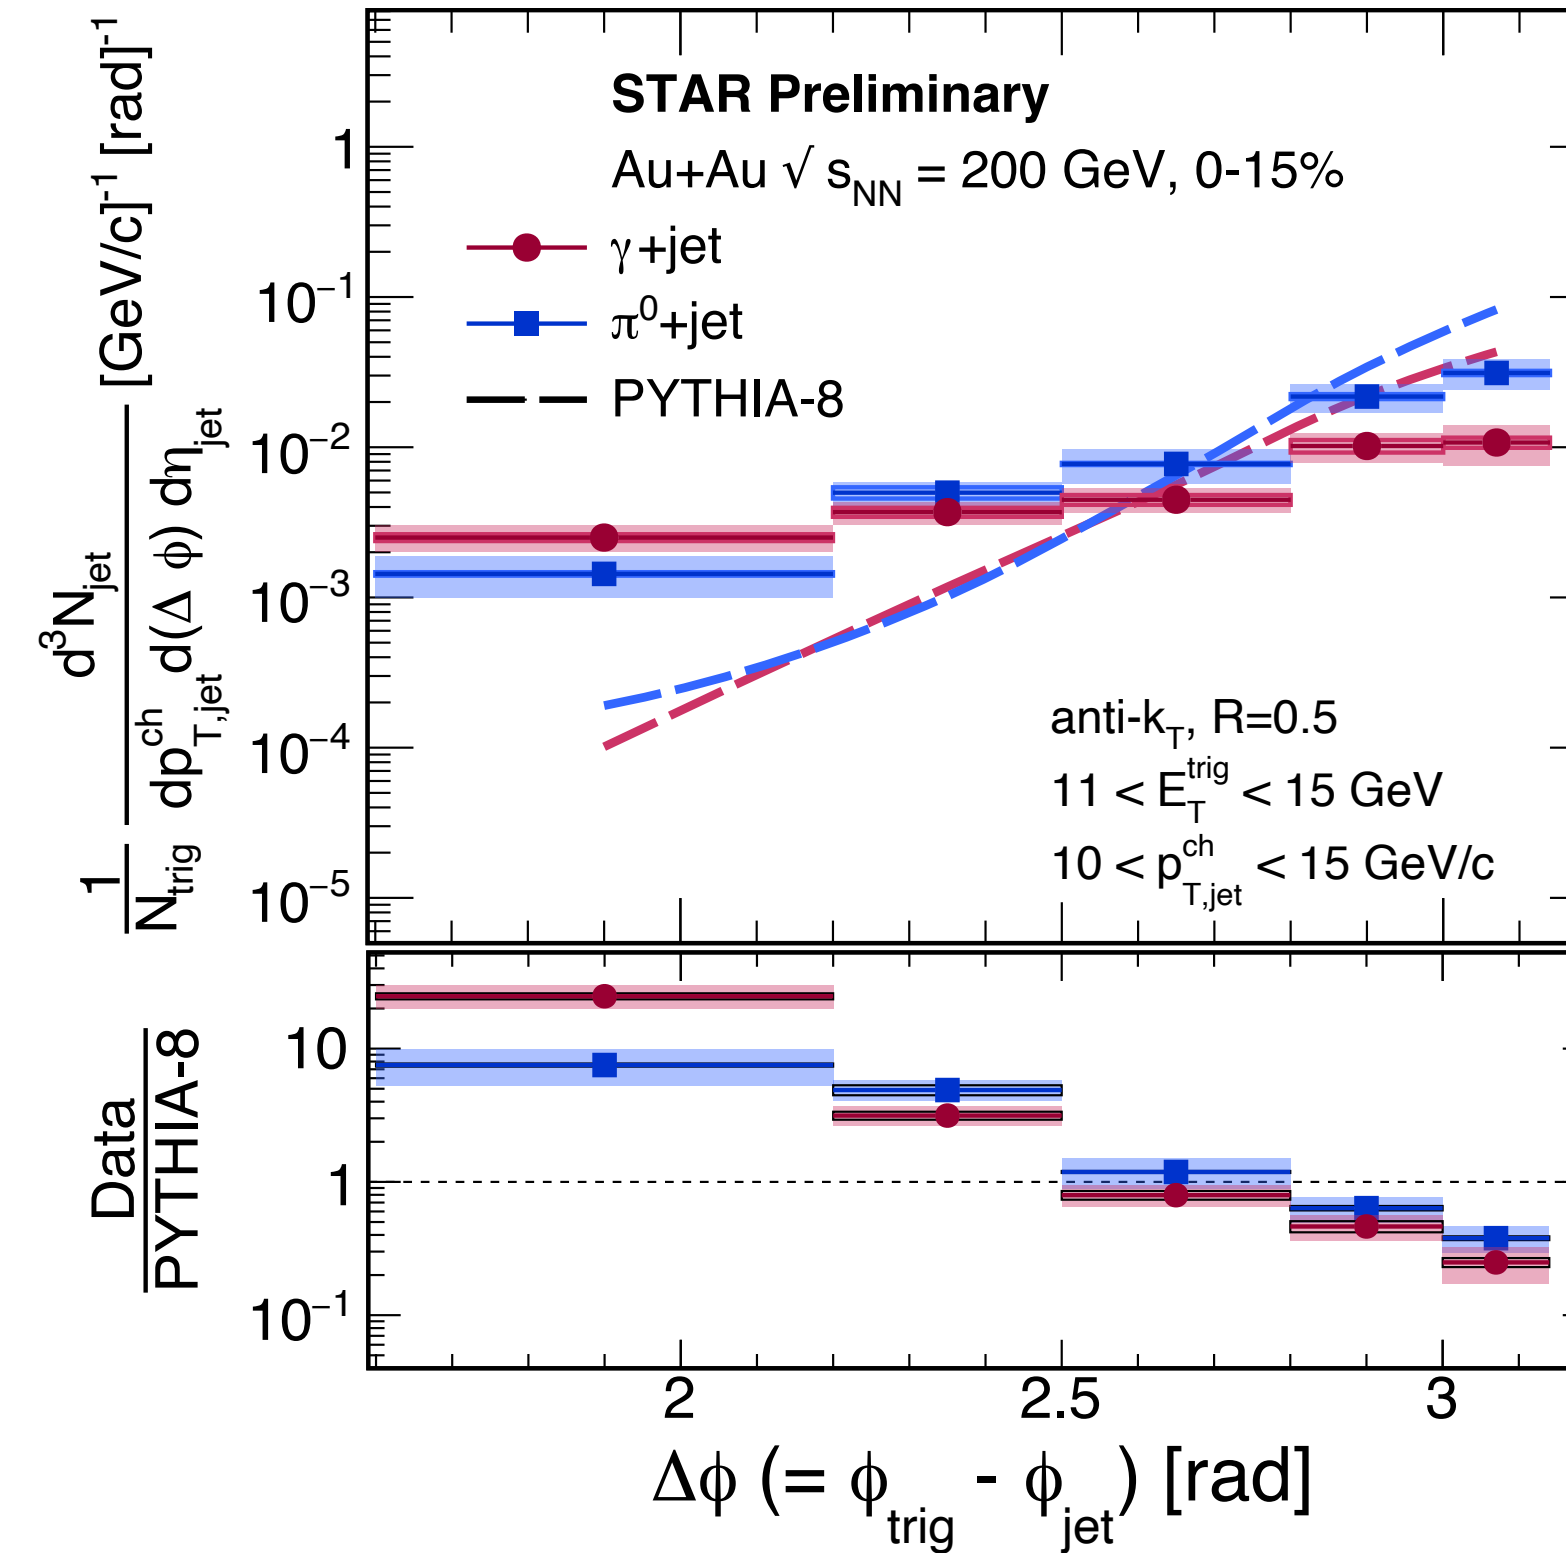 STAR Preliminary
Au+Au √ s_NN = 200 GeV, 0-15%
γ+jet
π⁰+jet
PYTHIA-8
anti-k_T, R=0.5
11 < E_T^trig < 15 GeV
10 < p_T,jet^ch < 15 GeV/c
1
10⁻¹
10⁻²
10⁻³
10⁻⁴
10⁻⁵
1/N_trig d³N_jet/dp_T,jet^ch d(Δ φ) dη_jet [GeV/c]⁻¹ [rad]⁻¹
10
1
10⁻¹
Data
PYTHIA-8
2 2.5 3
Δϕ (= ϕ_trig - ϕ_jet) [rad]